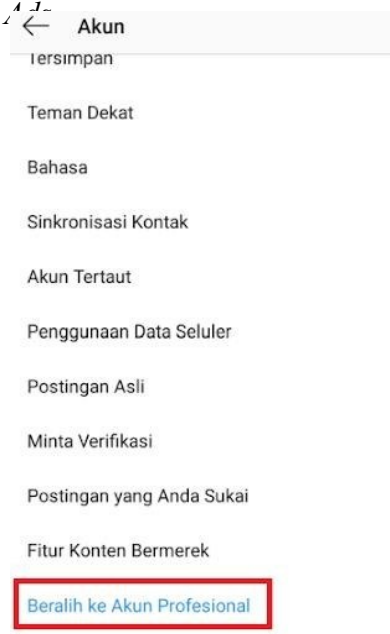 Ads
← Akun
Tersimpan
Teman Dekat
Bahasa
Sinkronisasi Kontak
Akun Tertaut
Penggunaan Data Seluler
Postingan Asli
Minta Verifikasi
Postingan yang Anda Sukai
Fitur Konten Bermerek
Beralih ke Akun Profesional